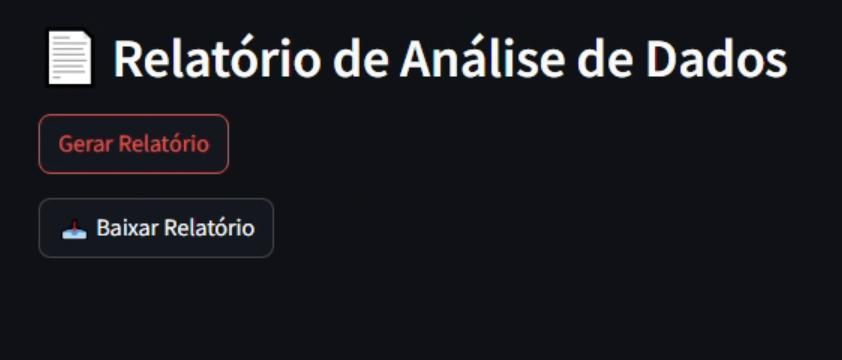 Relatório de Análise de Dados
Gerar Relatório
Baixar Relatório